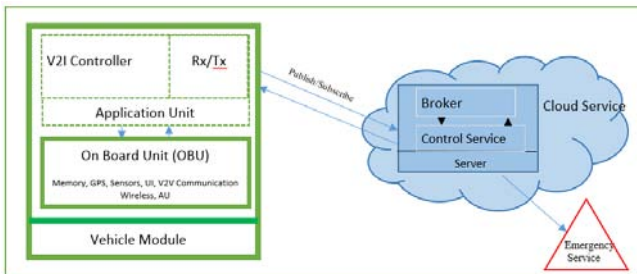 V2I Controller
Rx/Tx
Application Unit
On Board Unit (OBU)
Memory, GPS, Sensors, UI, V2V Communication
Wireless, AU
Vehicle Module
Publish/Subscribe
Broker
Control Service
Server
Cloud Service
Emergency
Service